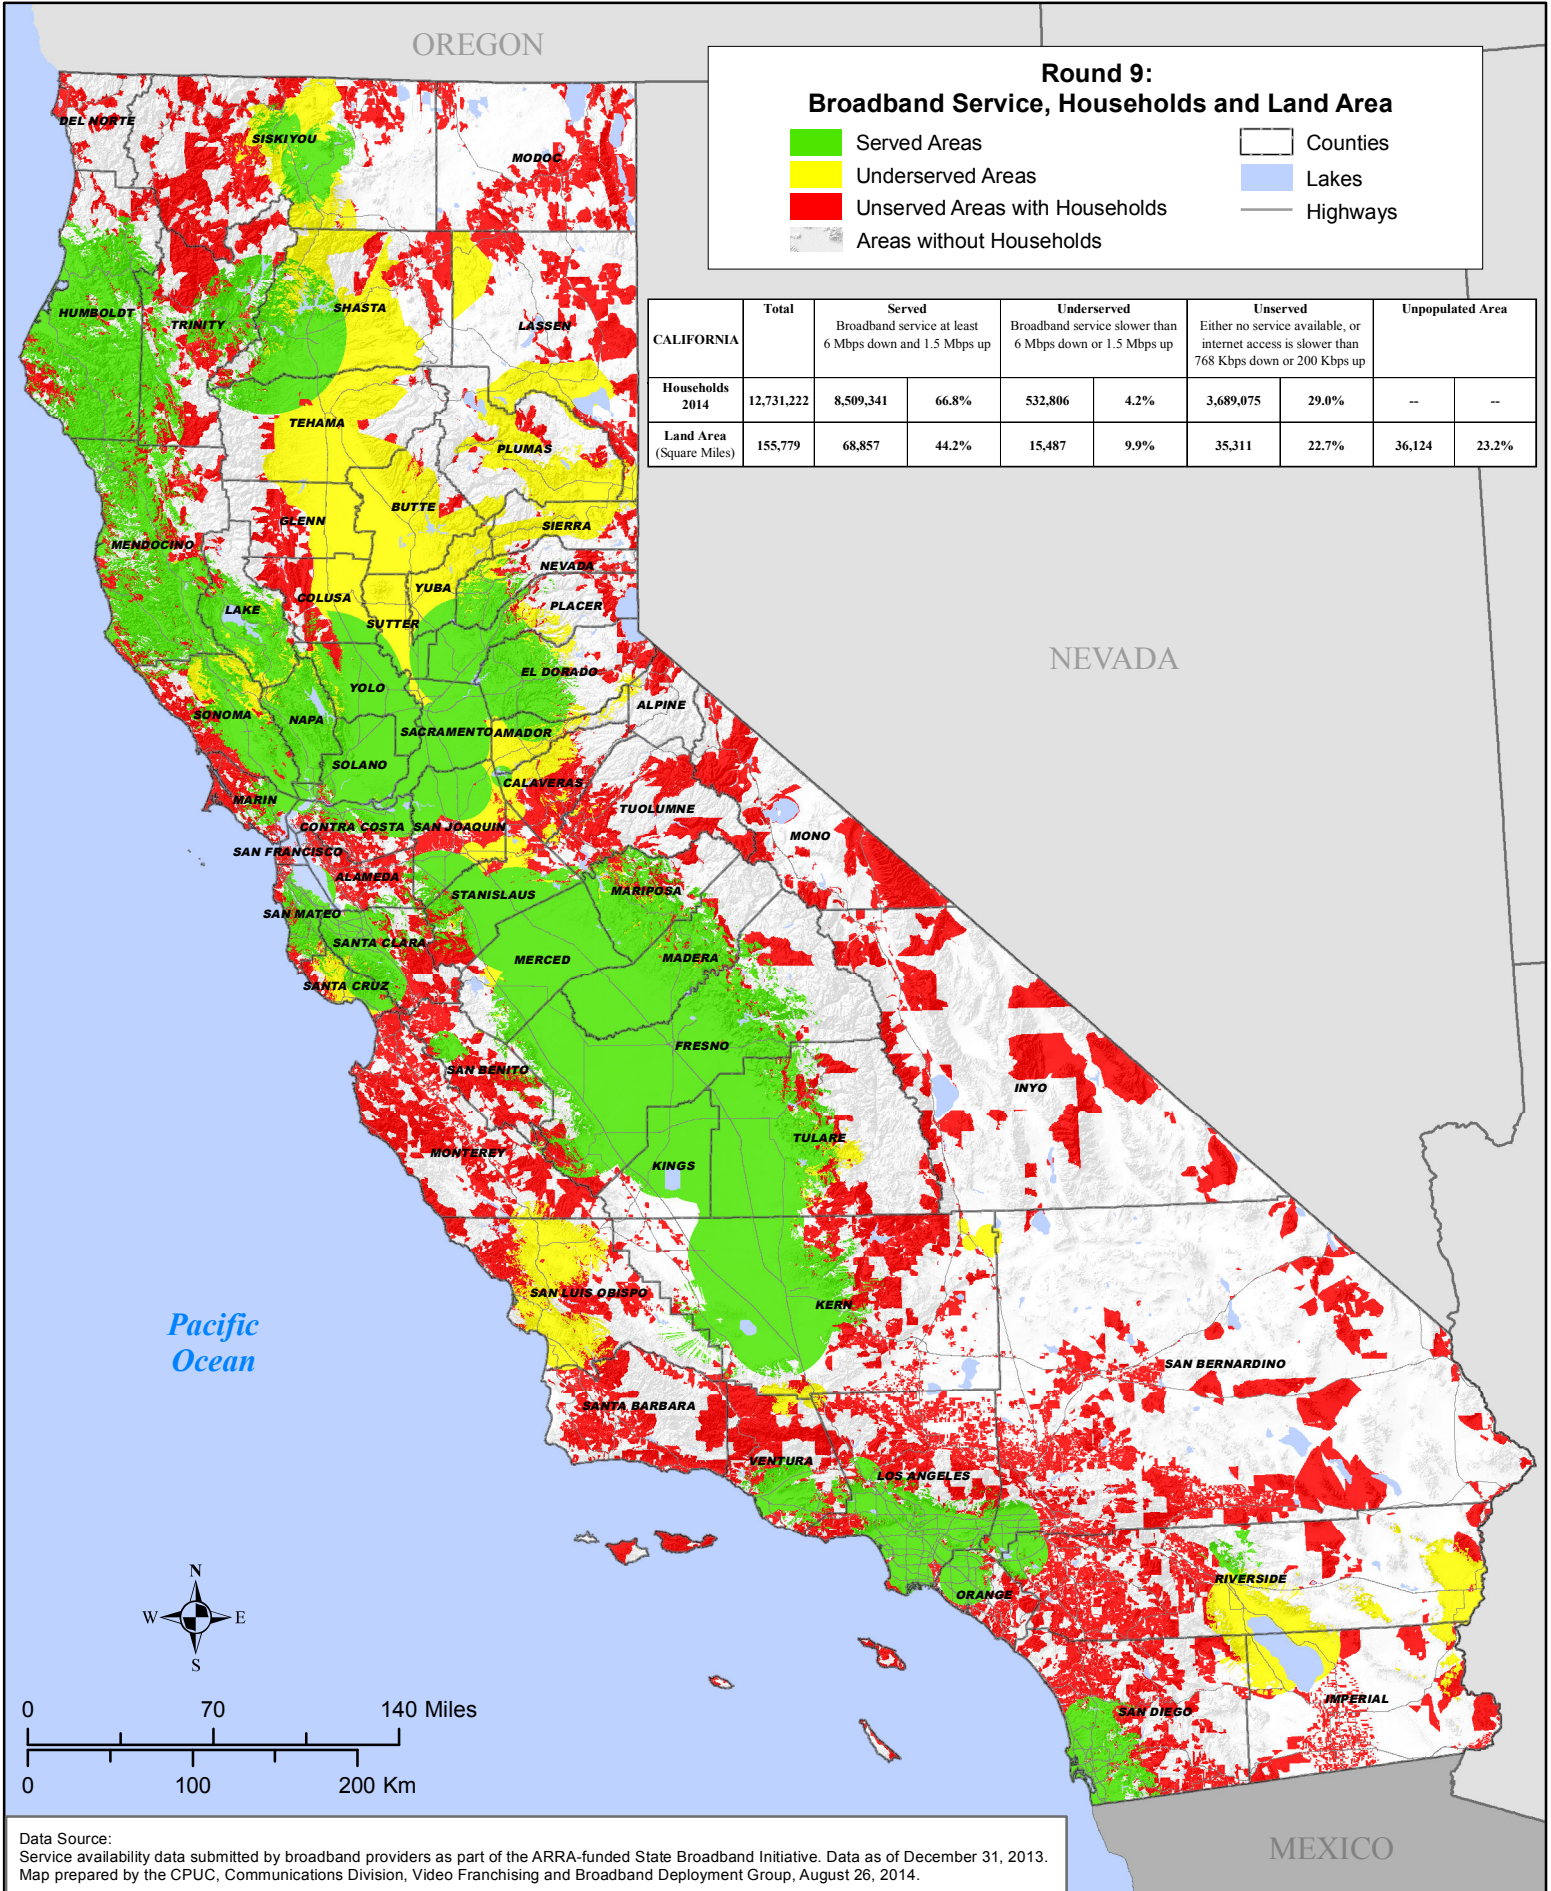 OREGON
Round 9:
Broadband Service, Households and Land Area
Served Areas
Underserved Areas
Unserved Areas with Households
Areas without Households
Counties
Lakes
Highways
CALIFORNIA
Total
Served
Broadband service at least
6 Mbps down and 1.5 Mbps up
Underserved
Broadband service slower than
6 Mbps down or 1.5 Mbps up
Unserved
Either no service available, or
internet access is slower than
768 Kbps down or 200 Kbps up
Unpopulated Area
Households
2014
12,731,222 8,509,341 66.8% 532,806 4.2% 3,689,075 29.0% -- --
Land Area
(Square Miles)
155,779 68,857 44.2% 15,487 9.9% 35,311 22.7% 36,124 23.2%
DEL NORTE
SISKIYOU
MODOC
HUMBOLDT
TRINITY
SHASTA
LASSEN
TEHAMA
PLUMAS
GLENN
BUTTE
SIERRA
MENDOCINO
NEVADA
COLUSA
YUBA
PLACER
LAKE
SUTTER
NEVADA
EL DORADO
YOLO
ALPINE
SONOMA
NAPA
SACRAMENTO
AMADOR
SOLANO
CALAVERAS
MARIN
TUOLUMNE
CONTRA COSTA
SAN JOAQUIN
MONO
SAN FRANCISCO
ALAMEDA
STANISLAUS
MARIPOSA
SAN MATEO
SANTA CLARA
MERCED
MADERA
SANTA CRUZ
FRESNO
SAN BENITO
INYO
TULARE
MONTEREY
KINGS
SAN LUIS OBISPO
KERN
Pacific
Ocean
SAN BERNARDINO
SANTA BARBARA
VENTURA
LOS ANGELES
RIVERSIDE
ORANGE
IMPERIAL
SAN DIEGO
N
W E
S
0 70 140 Miles
0 100 200 Km
MEXICO
Data Source:
Service availability data submitted by broadband providers as part of the ARRA-funded State Broadband Initiative. Data as of December 31, 2013.
Map prepared by the CPUC, Communications Division, Video Franchising and Broadband Deployment Group, August 26, 2014.